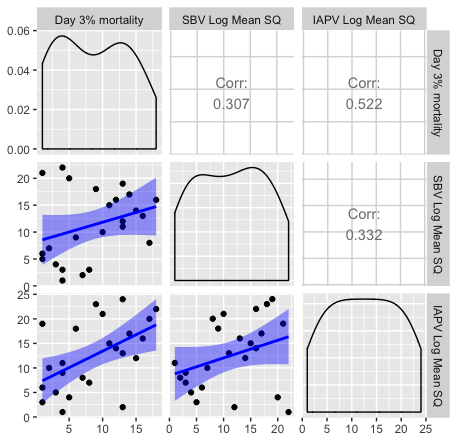 Day 3% mortality
SBV Log Mean SQ
IAPV Log Mean SQ
0.06
0.04
0.02
0.00
Corr:
0.307
Corr:
0.522
Day 3% mortality
20
15
10
5
0
Corr:
0.332
SBV Log Mean SQ
25
20
15
10
5
0
IAPV Log Mean SQ
5 10 15
0 5 10 15 20
0 5 10 15 20 25